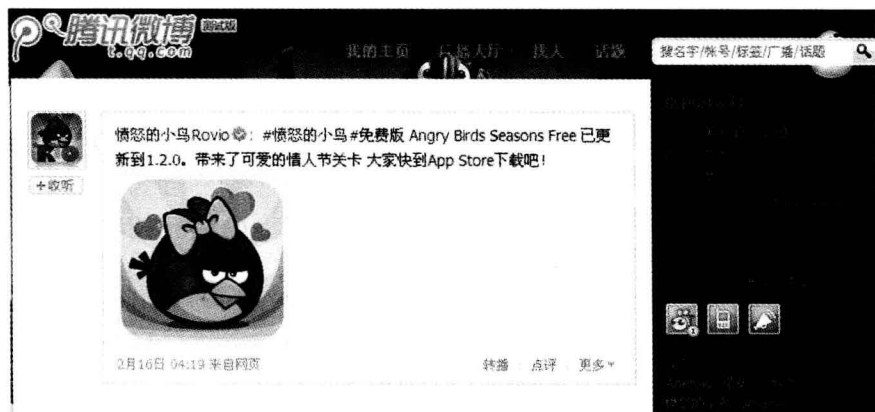 腾讯微博 测试版
t.qq.com
我的主页 广播大厅 找人 话题
搜名字/帐号/标签/广播/话题
愤怒的小鸟Rovio：#愤怒的小鸟#免费版 Angry Birds Seasons Free 已更
新到1.2.0。带来了可爱的情人节关卡 大家快到App Store下载吧！
+收听
2月16日 04:19 来自网页
转播 点评 更多